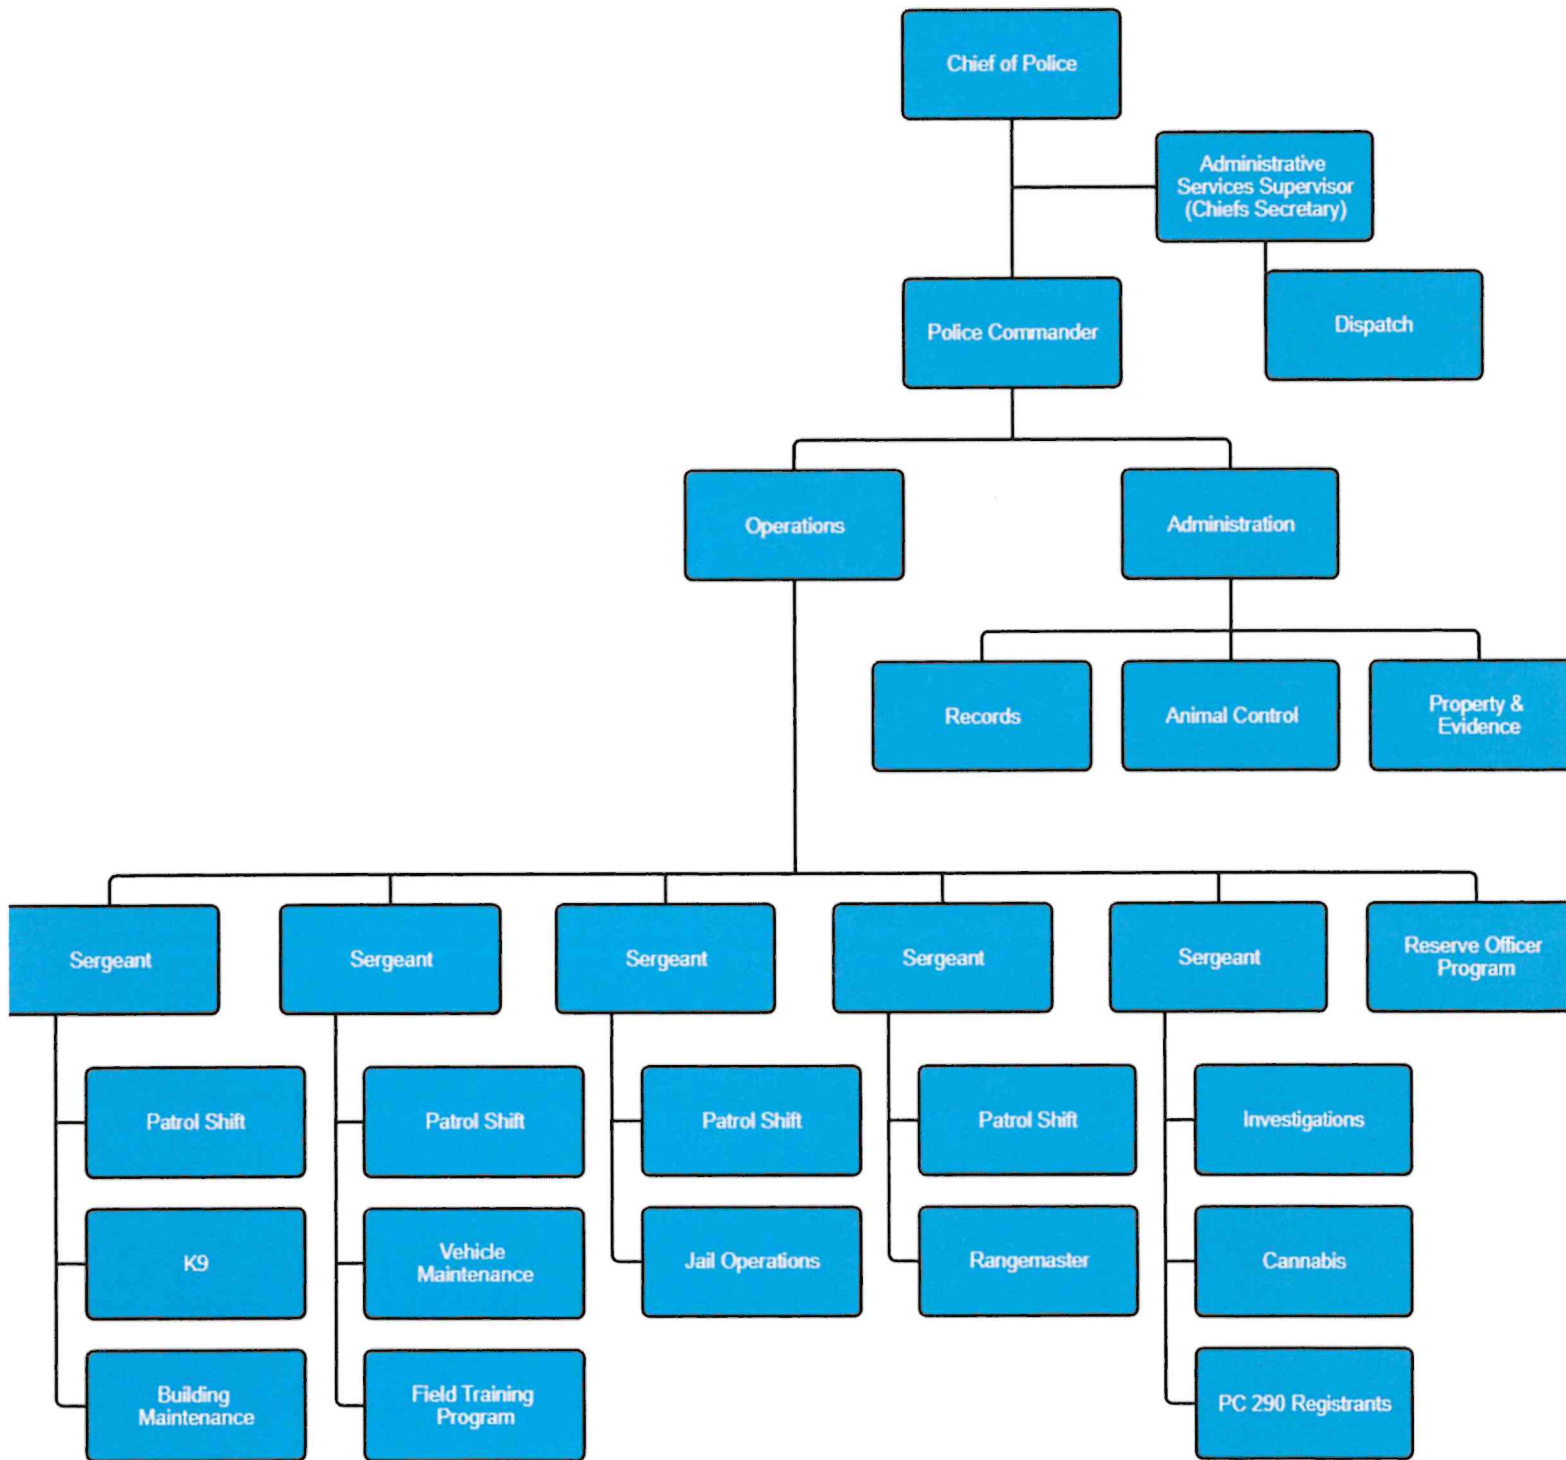 Chief of Police
Administrative
Services Supervisor
(Chiefs Secretary)
Police Commander
Dispatch
Operations
Administration
Records
Animal Control
Property &
Evidence
Sergeant
Sergeant
Sergeant
Sergeant
Sergeant
Reserve Officer
Program
Patrol Shift
Patrol Shift
Patrol Shift
Patrol Shift
Investigations
K9
Vehicle
Maintenance
Jail Operations
Rangemaster
Cannabis
Building
Maintenance
Field Training
Program
PC 290 Registrants